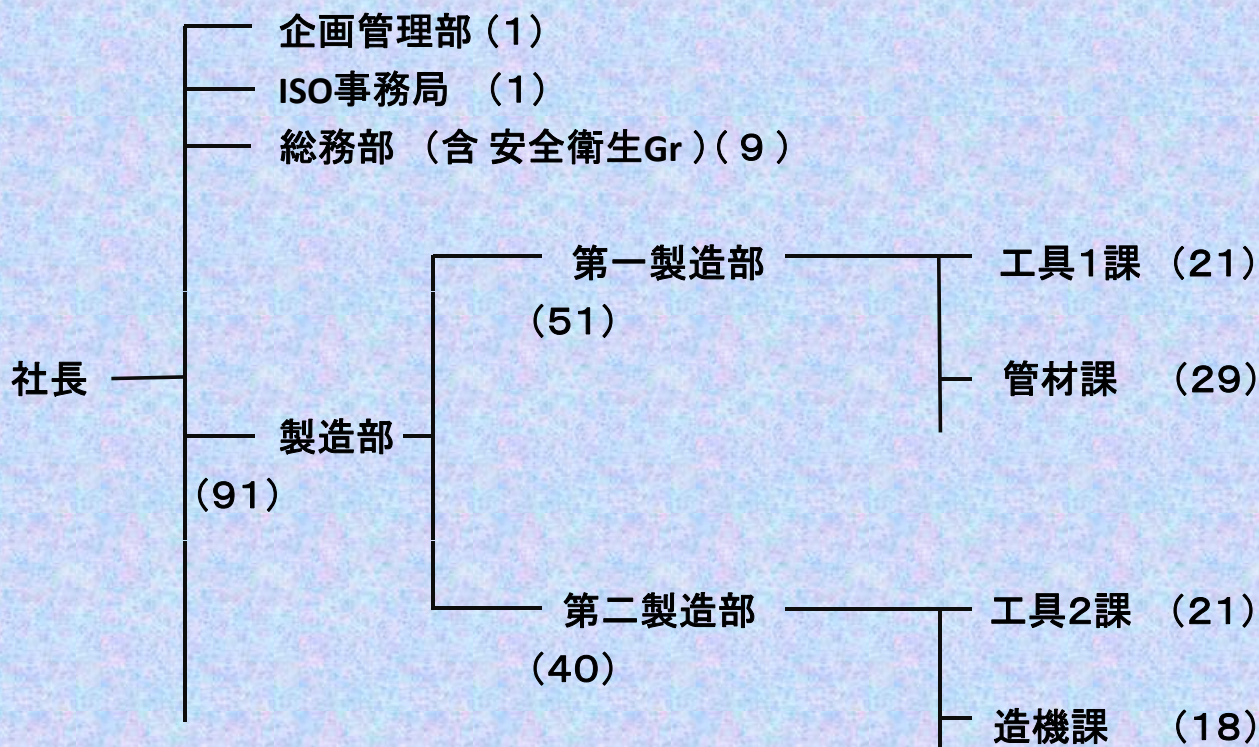 企画管理部（1）
ISO事務局 （1）
総務部 （含 安全衛生Gr ）（ 9 ）
第一製造部 工具1課 （21）
（51）
社長 管材課 （29）
製造部
（91）
第二製造部 工具2課 （21）
（40）
造機課 （18）